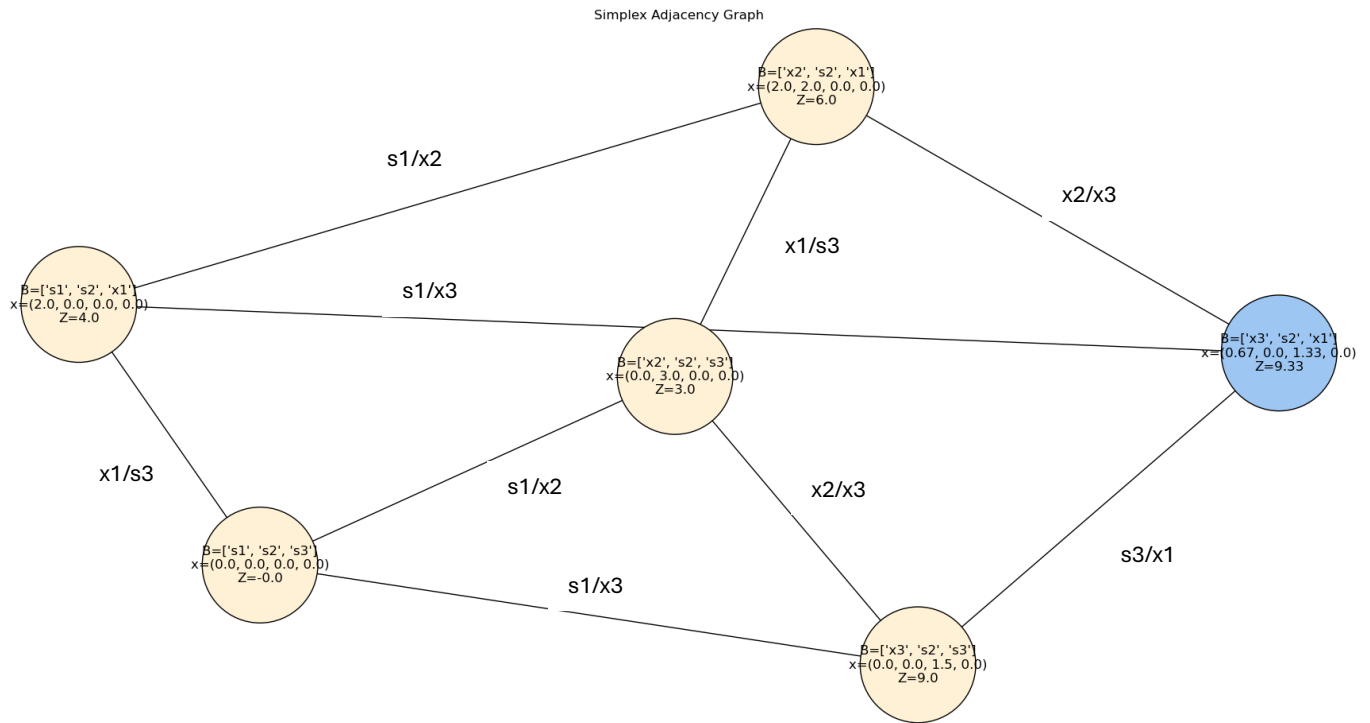 Simplex Adjacency Graph
B=['x2', 's2', 'x1']
x=(2.0, 2.0, 0.0, 0.0)
Z=6.0
s1/x2
x2/x3
x1/s3
s1/x3
B=['s1', 's2', 'x1']
x=(2.0, 0.0, 0.0, 0.0)
Z=4.0
B=['x2', 's2', 's3']
x=(0.0, 3.0, 0.0, 0.0)
Z=3.0
B=['x3', 's2', 'x1']
x=(0.67, 0.0, 1.33, 0.0)
Z=9.33
x1/s3
s1/x2
x2/x3
s3/x1
B=['s1', 's2', 's3']
x=(0.0, 0.0, 0.0, 0.0)
Z=-0.0
s1/x3
B=['x3', 's2', 's3']
x=(0.0, 0.0, 1.5, 0.0)
Z=9.0